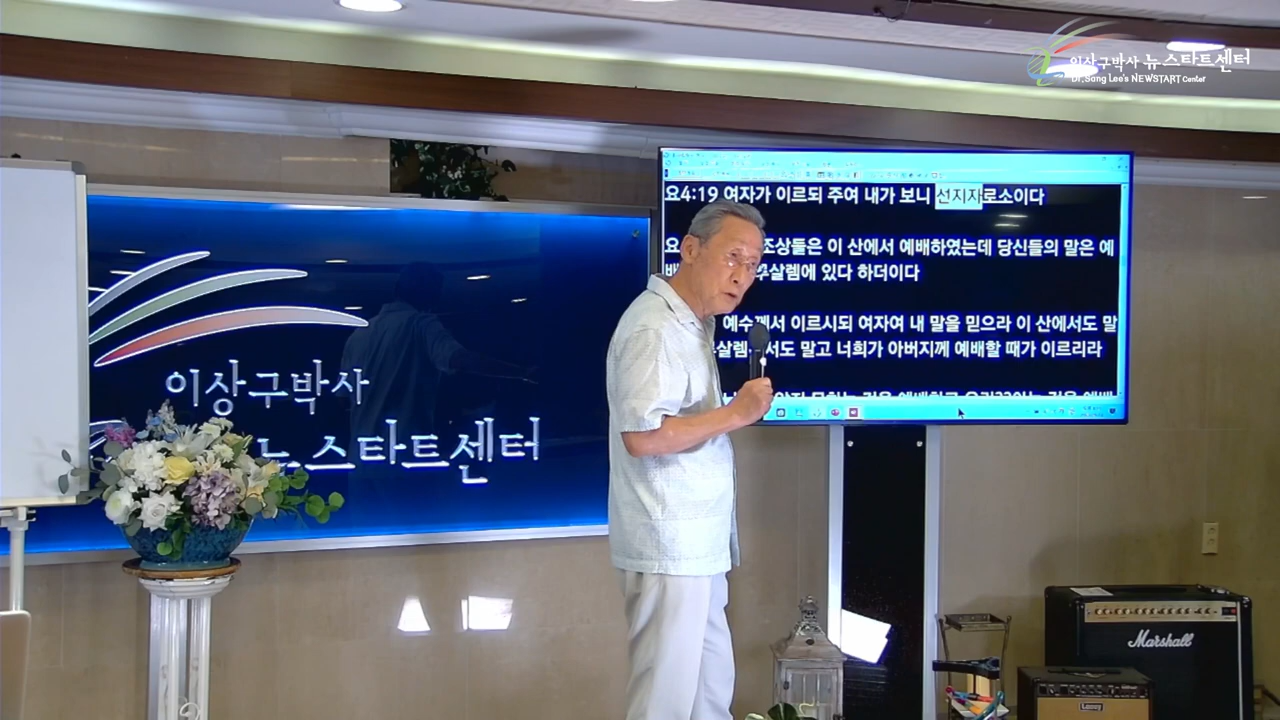 이상구박사 뉴스타트센터
Dr. Sang Lee's NEWSTART Center
요4:19 여자가 이르되 주여 내가 보니 선지자로소이다
조상들은 이 산에서 예배하였는데 당신들의 말은 예
살렘에 있다 하더이다
예수께서 이르시되 여자여 내 말을 믿으라 이 산에서도 말
서도 말고 너희가 아버지께 예배할 때가 이르리라
이상구박사
뉴스타트센터
Marshall
Laney